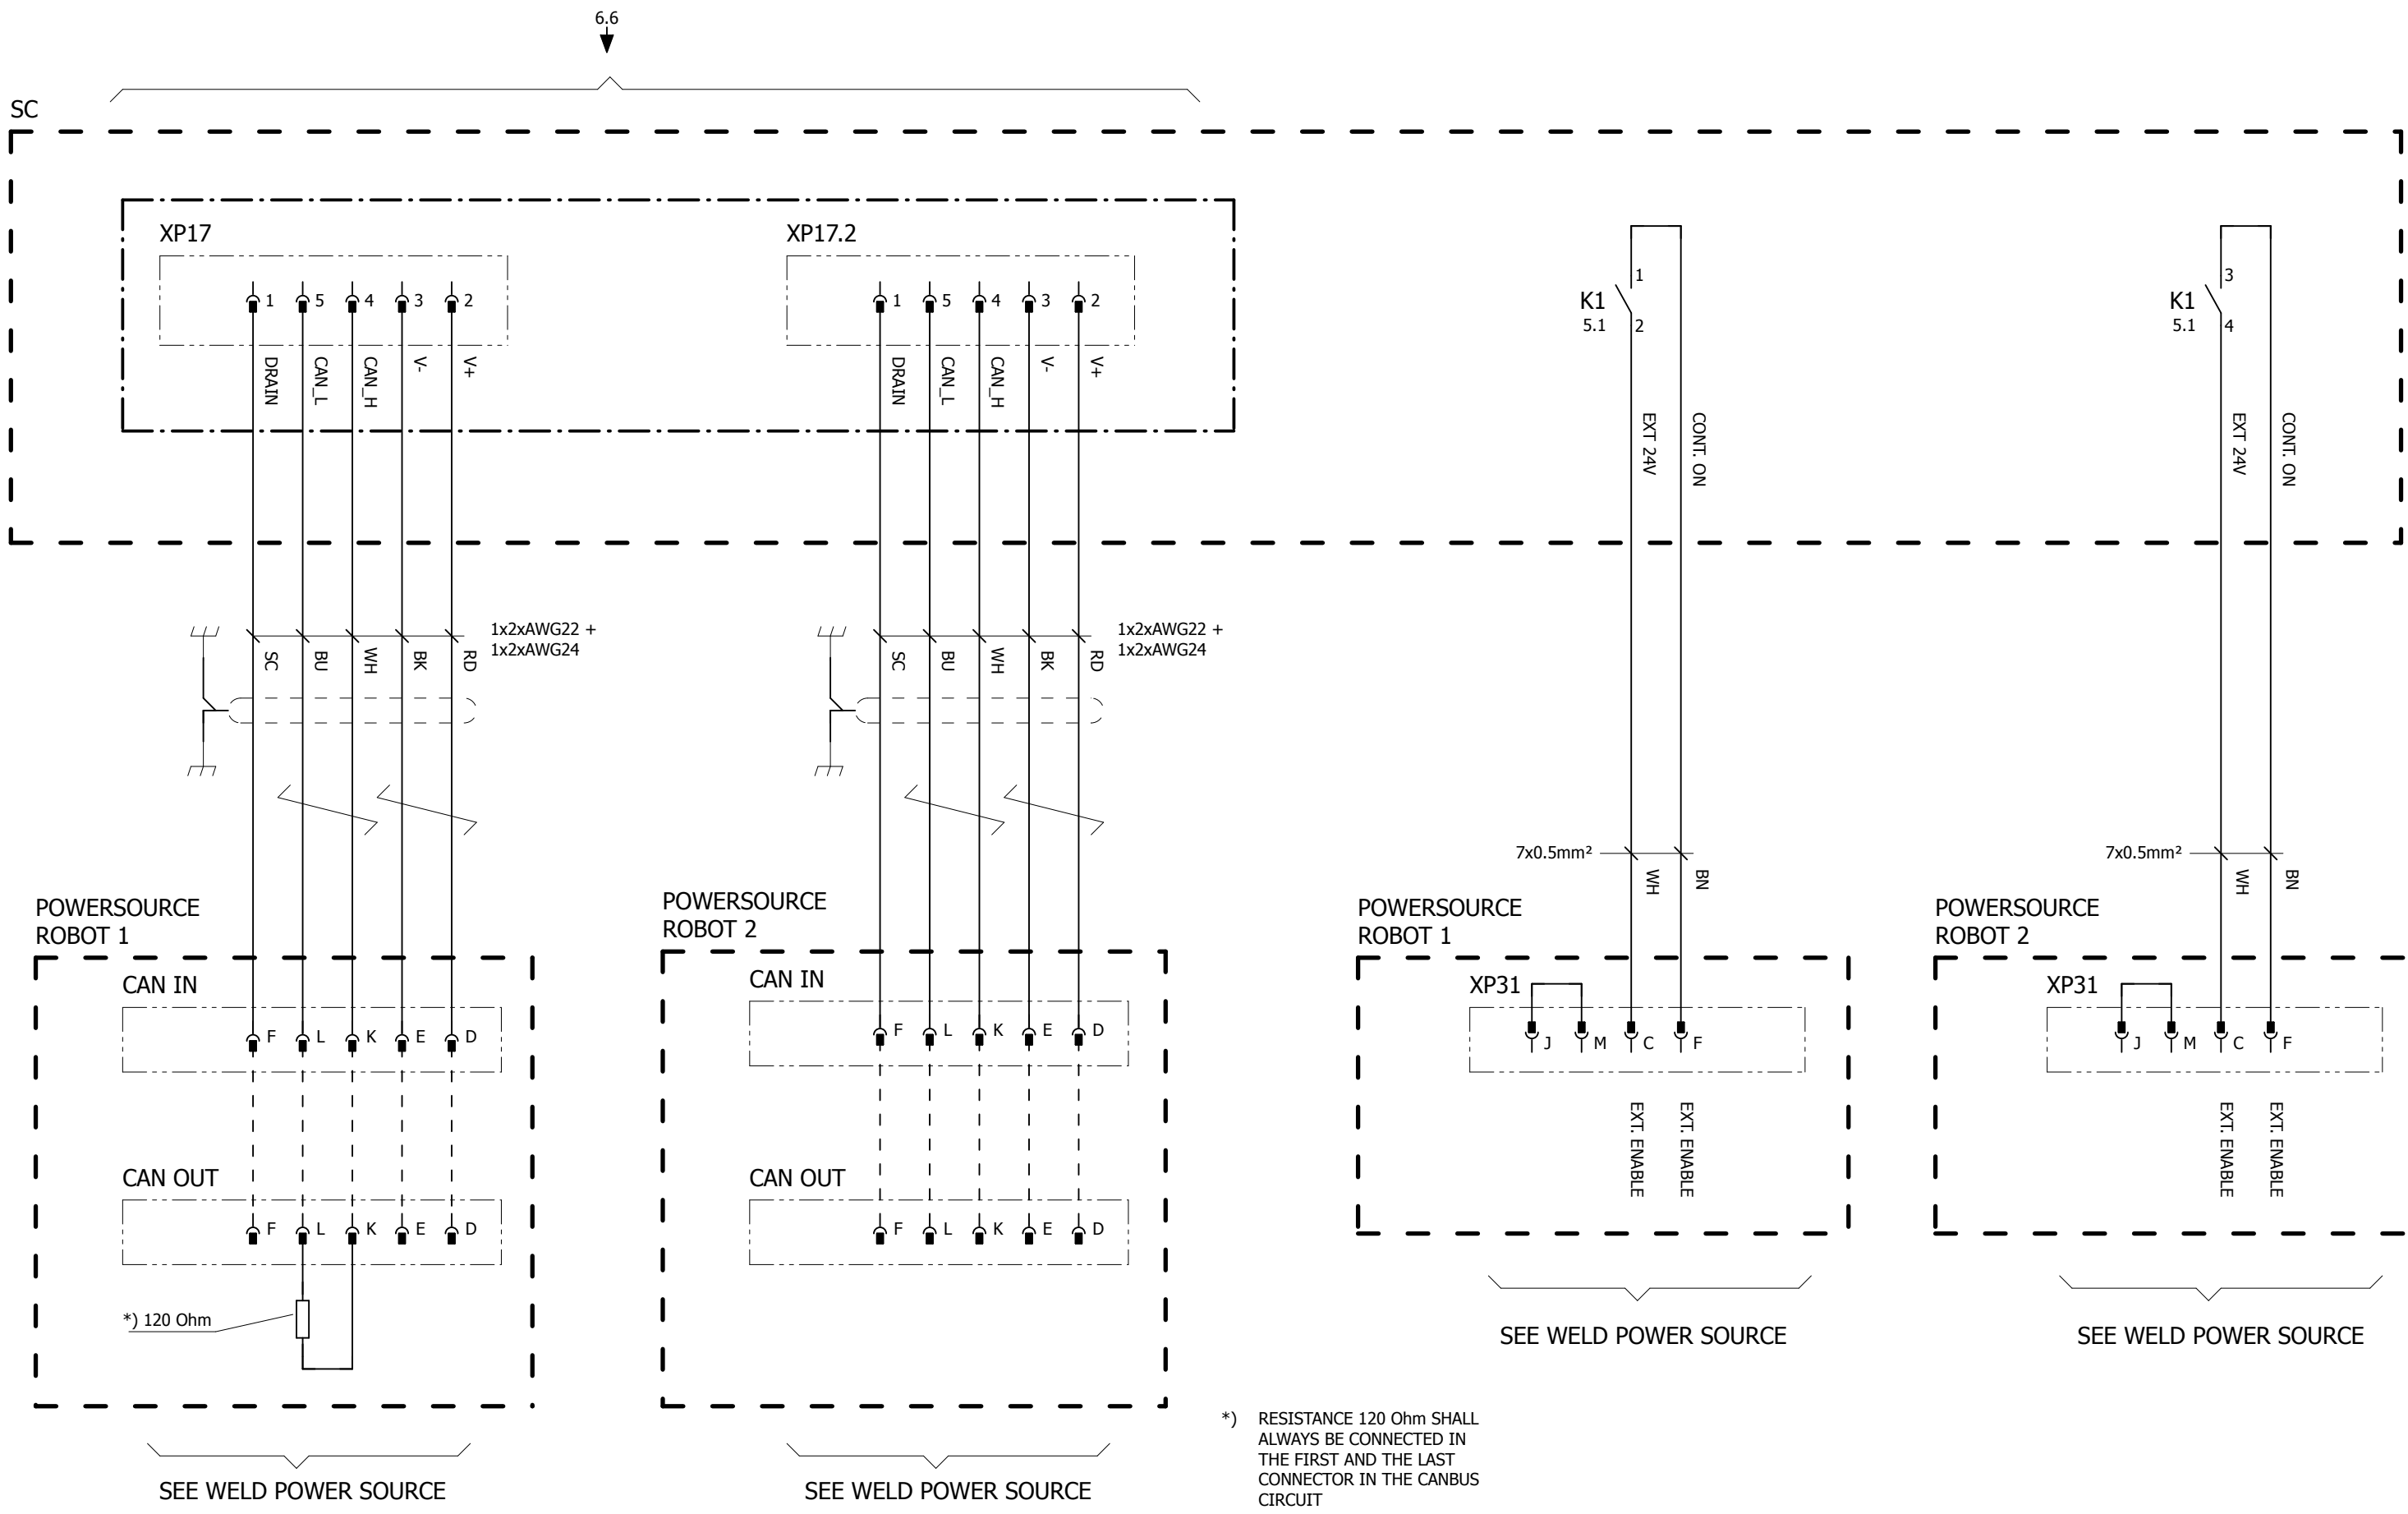 6.6
SC
XP17
1 5 4 3 2
DRAIN
CAN_L
CAN_H
V-
V+
XP17.2
1 5 4 3 2
DRAIN
CAN_L
CAN_H
V-
V+
K1
5.1
1
2
EXT 24V
CONT. ON
K1
5.1
3
4
EXT 24V
CONT. ON
1x2xAWG22 +
1x2xAWG24
SC
BU
WH
BK
RD
1x2xAWG22 +
1x2xAWG24
SC
BU
WH
BK
RD
7x0.5mm²
WH
BN
7x0.5mm²
WH
BN
POWERSOURCE
ROBOT 1
CAN IN
F L K E D
CAN OUT
F L K E D
*) 120 Ohm
SEE WELD POWER SOURCE
POWERSOURCE
ROBOT 2
CAN IN
F L K E D
CAN OUT
F L K E D
SEE WELD POWER SOURCE
POWERSOURCE
ROBOT 1
XP31
J M C F
EXT. ENABLE
EXT. ENABLE
SEE WELD POWER SOURCE
POWERSOURCE
ROBOT 2
XP31
J M C F
EXT. ENABLE
EXT. ENABLE
SEE WELD POWER SOURCE
*) RESISTANCE 120 Ohm SHALL
ALWAYS BE CONNECTED IN
THE FIRST AND THE LAST
CONNECTOR IN THE CANBUS
CIRCUIT